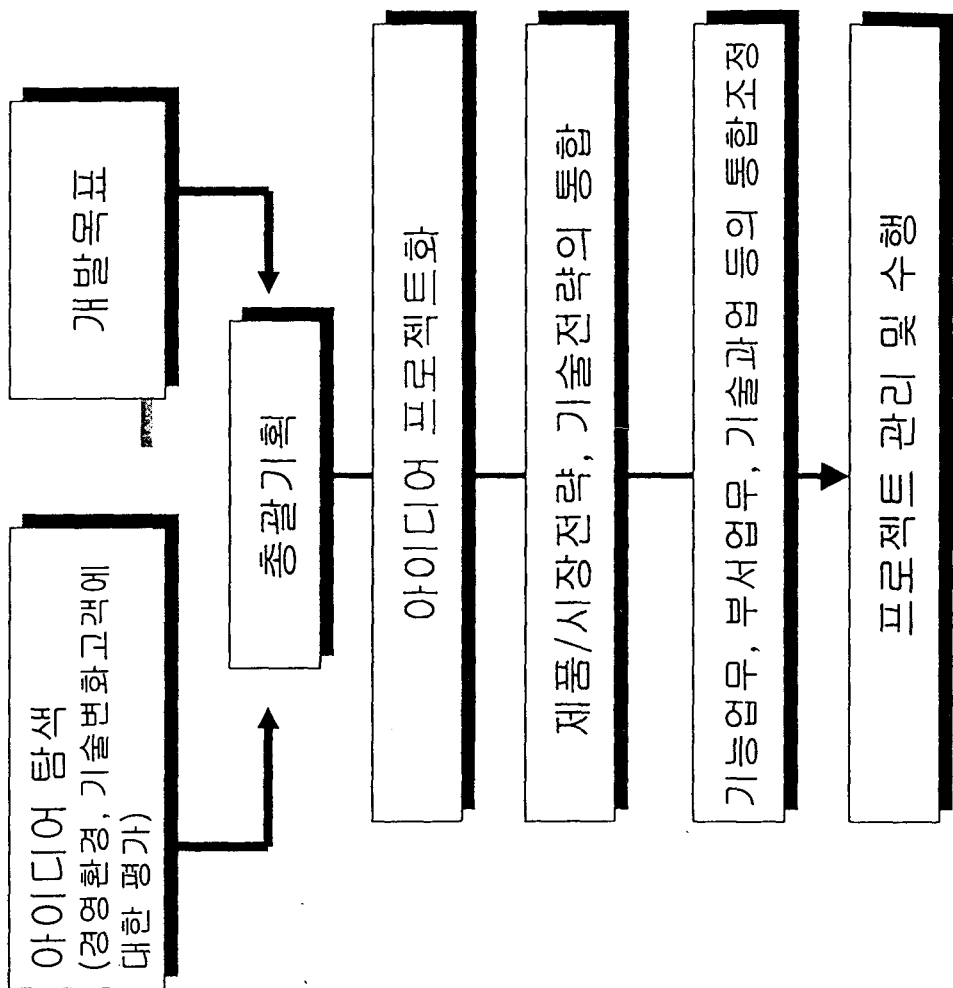 아이디어 탐색
(경영환경, 기술변화고객에
대한 평가)
개발목표
총괄기획
아이디어 프로젝트화
제품/시장전략, 기술전략의 통합
기능업무, 부서업무, 기술과업 등의 통합조정
프로젝트 관리 및 수행